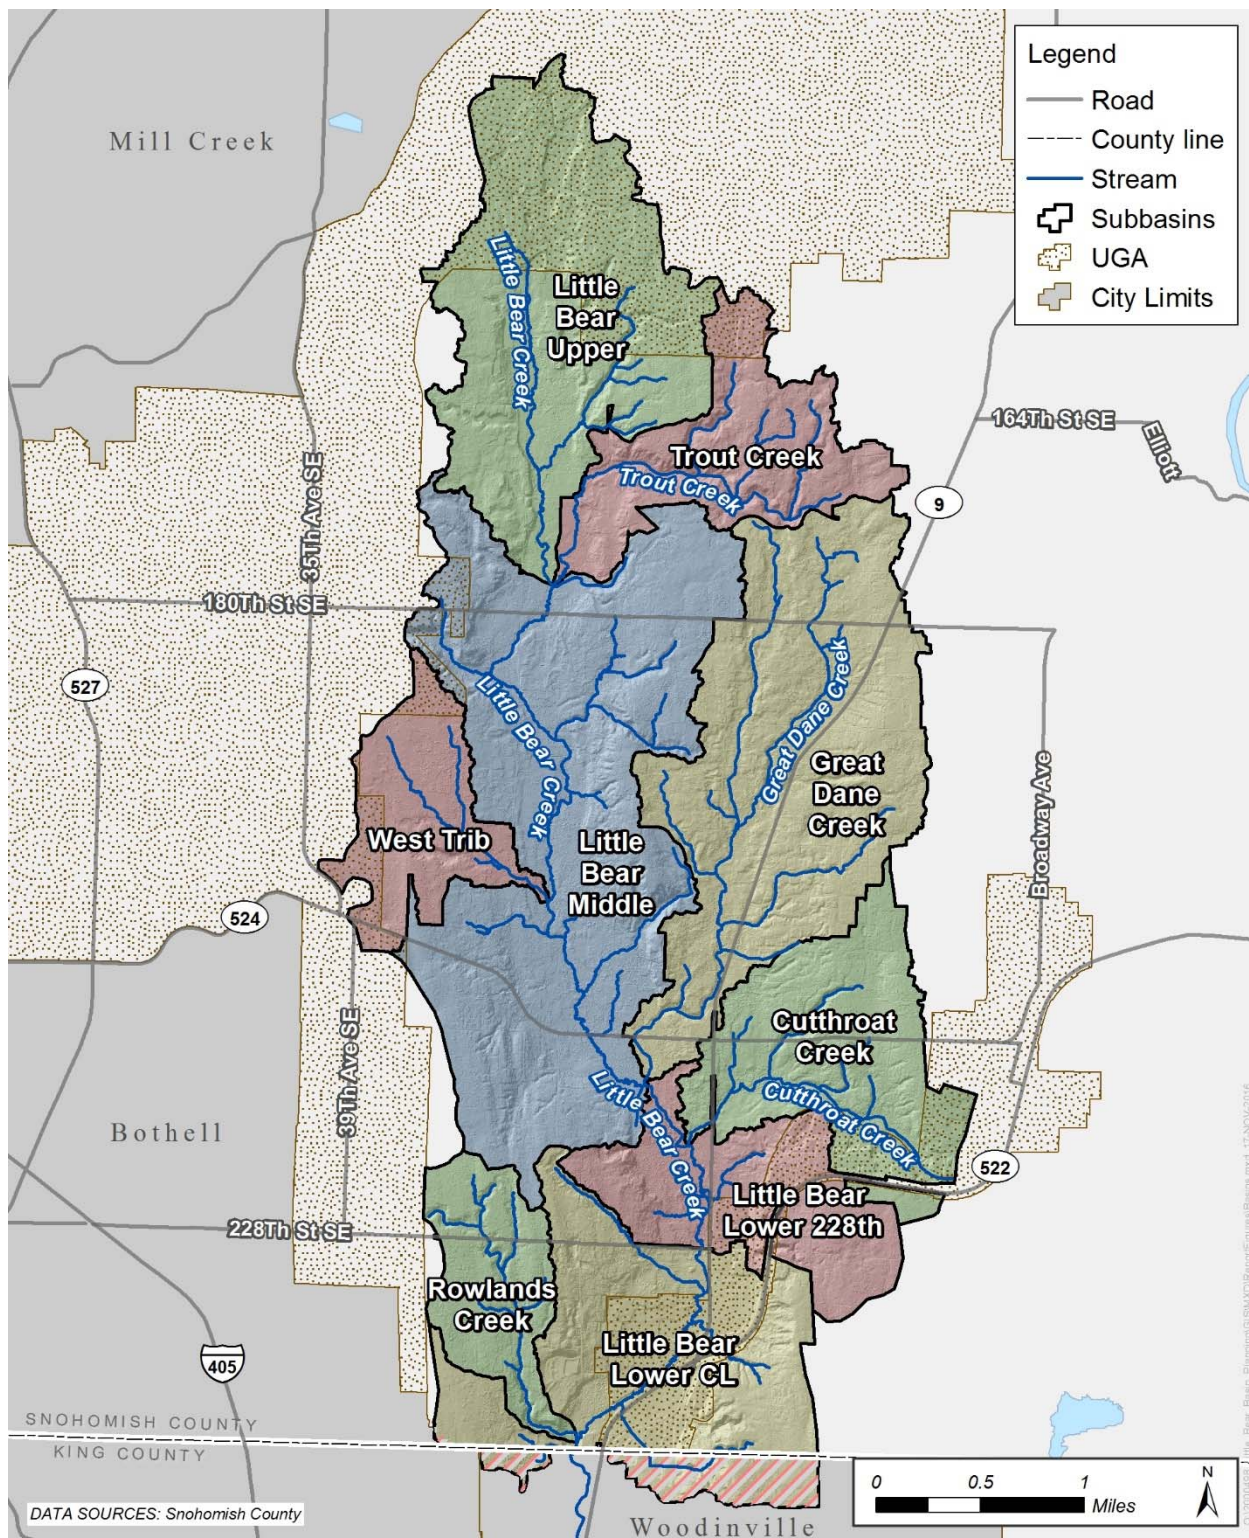 Legend
Road
County line
Stream
Subbasins
UGA
City Limits
Mill Creek
Little Bear Creek
Little
Bear
Upper
Trout Creek
Trout Creek
164Th St SE
Elliott
9
35Th Ave SE
180Th St SE
527
Little Bear Creek
Great Dane Creek
Great
Dane
Creek
Broadway Ave
West Trib
Little
Bear
Middle
524
Cutthroat
Creek
Cutthroat Creek
39Th Ave SE
Bothell
Little Bear Creek
522
Little Bear
Lower 228th
228Th St SE
Rowlands
Creek
Little Bear
Lower CL
405
SNOHOMISH COUNTY
KING COUNTY
0 0.5 1
Miles
N
DATA SOURCES: Snohomish County
Woodinville